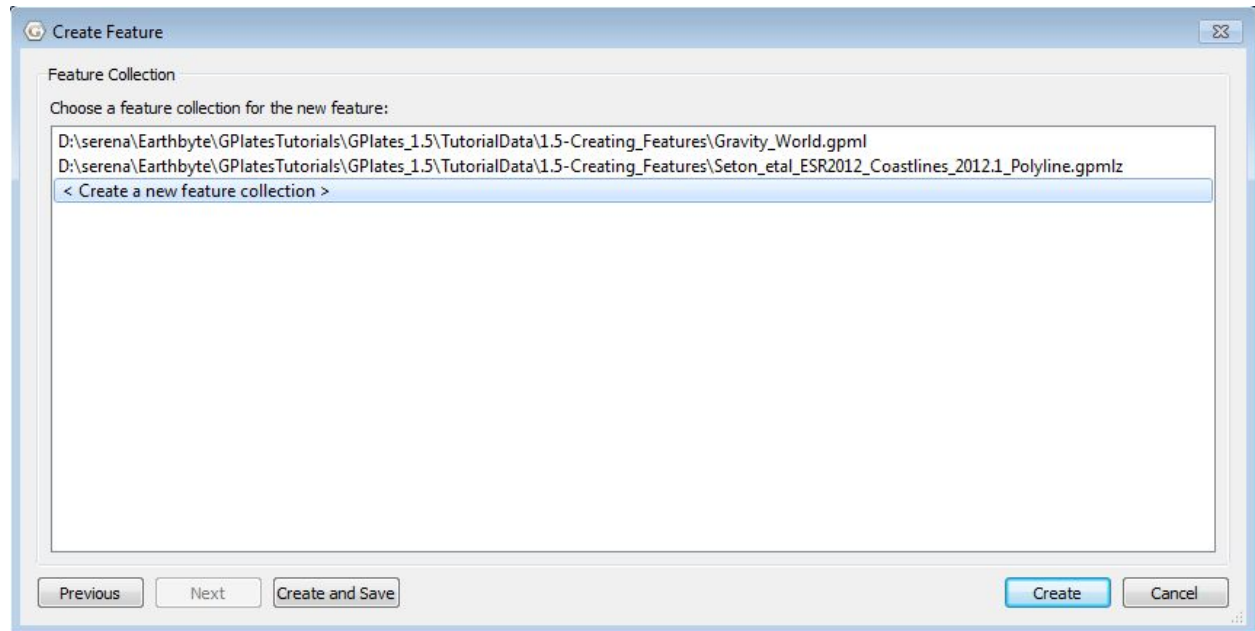 Create Feature
Feature Collection
Choose a feature collection for the new feature:
D:\serena\Earthbyte\GPlatesTutorials\GPlates_1.5\TutorialData\1.5-Creating_Features\Gravity_World.gpml
D:\serena\Earthbyte\GPlatesTutorials\GPlates_1.5\TutorialData\1.5-Creating_Features\Seton_etal_ESR2012_Coastlines_2012.1_Polyline.gpmlz
< Create a new feature collection >
Previous Next Create and Save Create Cancel